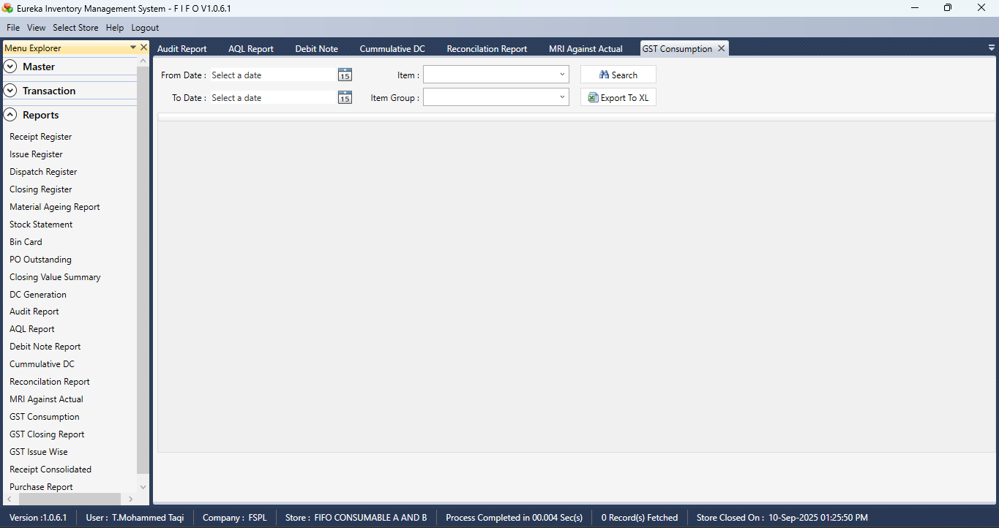 Eureka Inventory Management System - F I F O V1.0.6.1
File View Select Store Help Logout
Menu Explorer
Audit Report AQL Report Debit Note Cummulative DC Reconcilation Report MRI Against Actual GST Consumption
Master
Transaction
Reports
Receipt Register
Issue Register
Dispatch Register
Closing Register
Material Ageing Report
Stock Statement
Bin Card
PO Outstanding
Closing Value Summary
DC Generation
Audit Report
AQL Report
Debit Note Report
Cummulative DC
Reconcilation Report
MRI Against Actual
GST Consumption
GST Closing Report
GST Issue Wise
Receipt Consolidated
Purchase Report
From Date : Select a date 15 Item : Search
To Date : Select a date 15 Item Group : Export To XL
Version :1.0.6.1 User : T.Mohammed Taqi Company : FSPL Store : FIFO CONSUMABLE A AND B Process Completed in 00.004 Sec(s) 0 Record(s) Fetched Store Closed On : 10-Sep-2025 01:25:50 PM